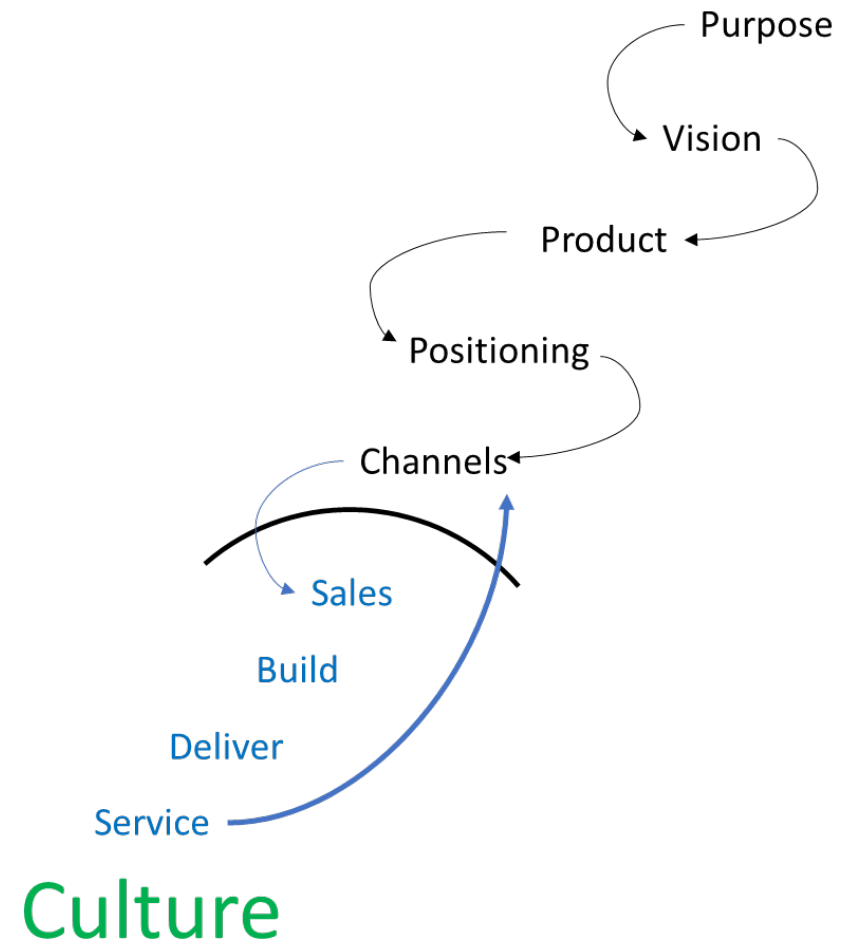 Purpose
Vision
Product
Positioning
Channels
Sales
Build
Deliver
Service
Culture